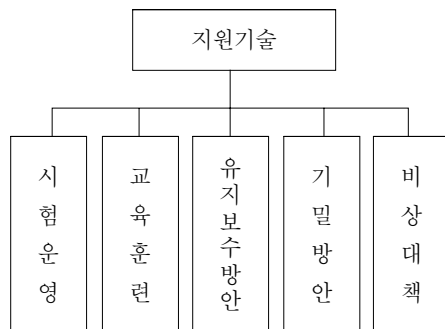 지원기술
시험운영
교육훈련
유지보수방안
기밀방안
비상대책